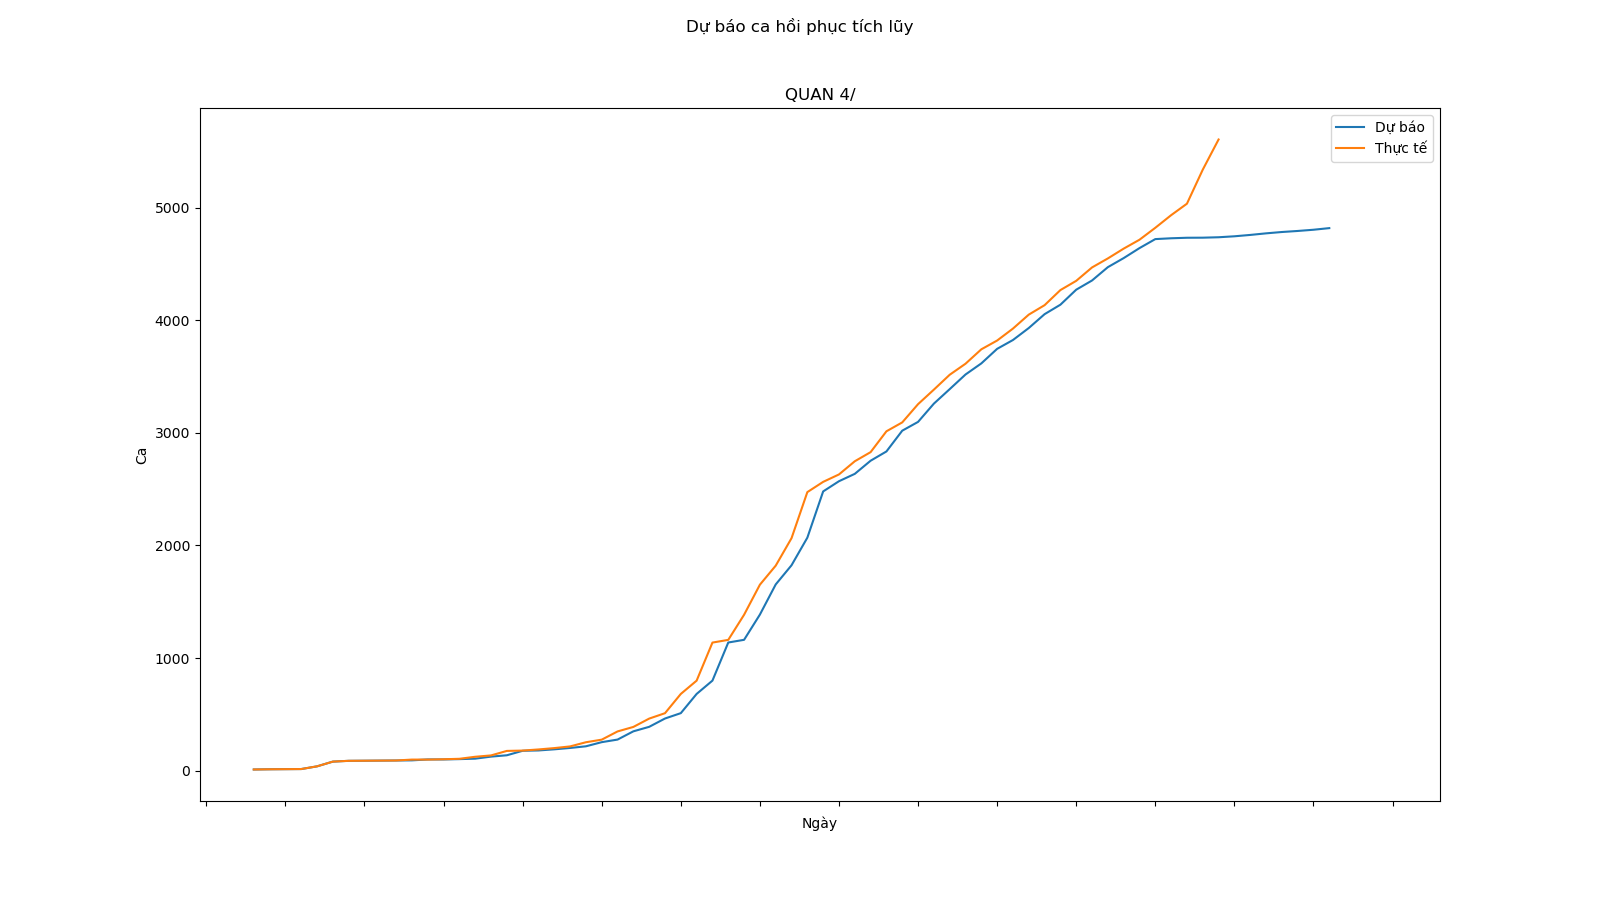 Dự báo ca hồi phục tích lũy
QUAN 4/
Dự báo
Thực tế
5000
4000
3000
2000
1000
0
Ca
Ngày